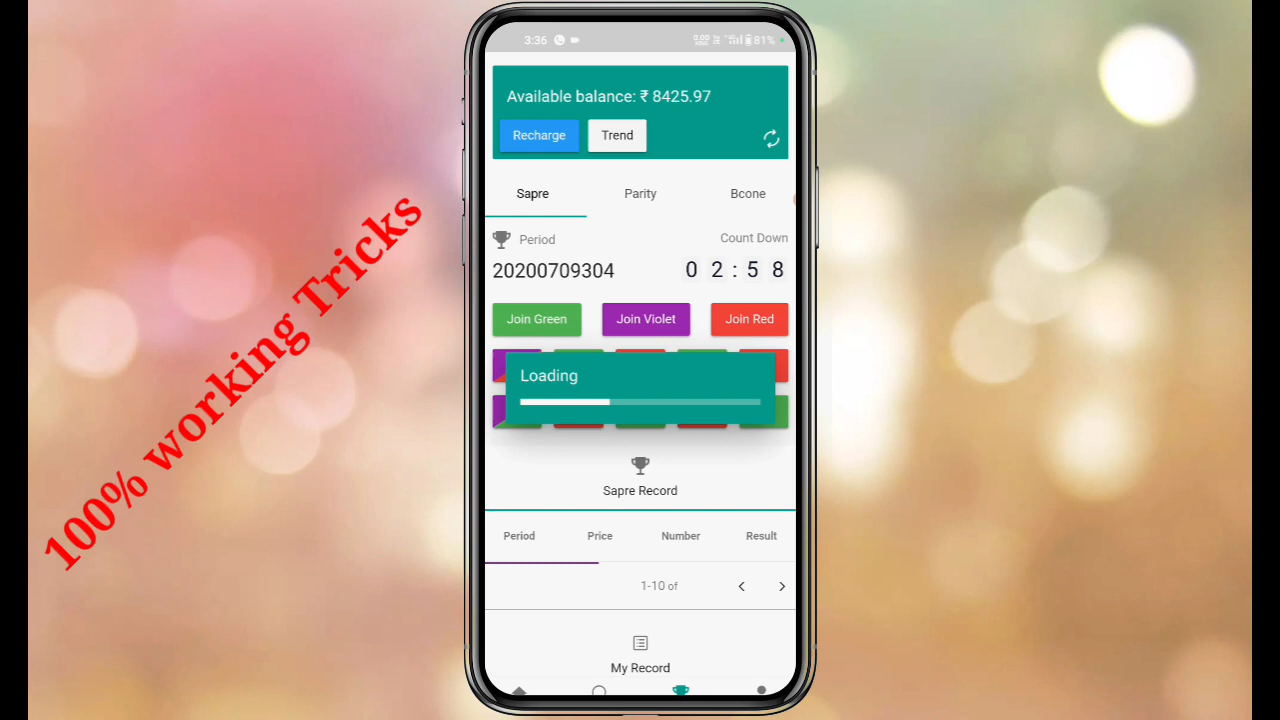 100% working Tricks
3:36
81%
Available balance: ₹ 8425.97
Recharge
Trend
Sapre
Parity
Bcone
Period
Count Down
20200709304
0 2 : 5 8
Join Green
Join Violet
Join Red
Loading
Sapre Record
Period
Price
Number
Result
1-10 of
My Record